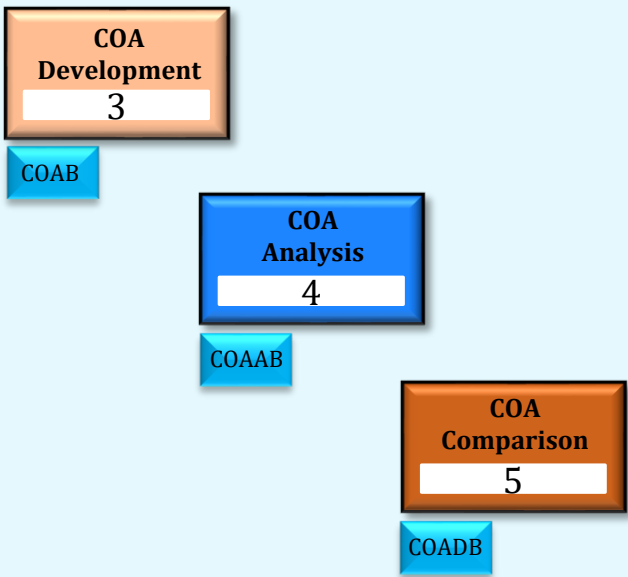 COA
Development
3
COAB
COA
Analysis
4
COAAB
COA
Comparison
5
COADB